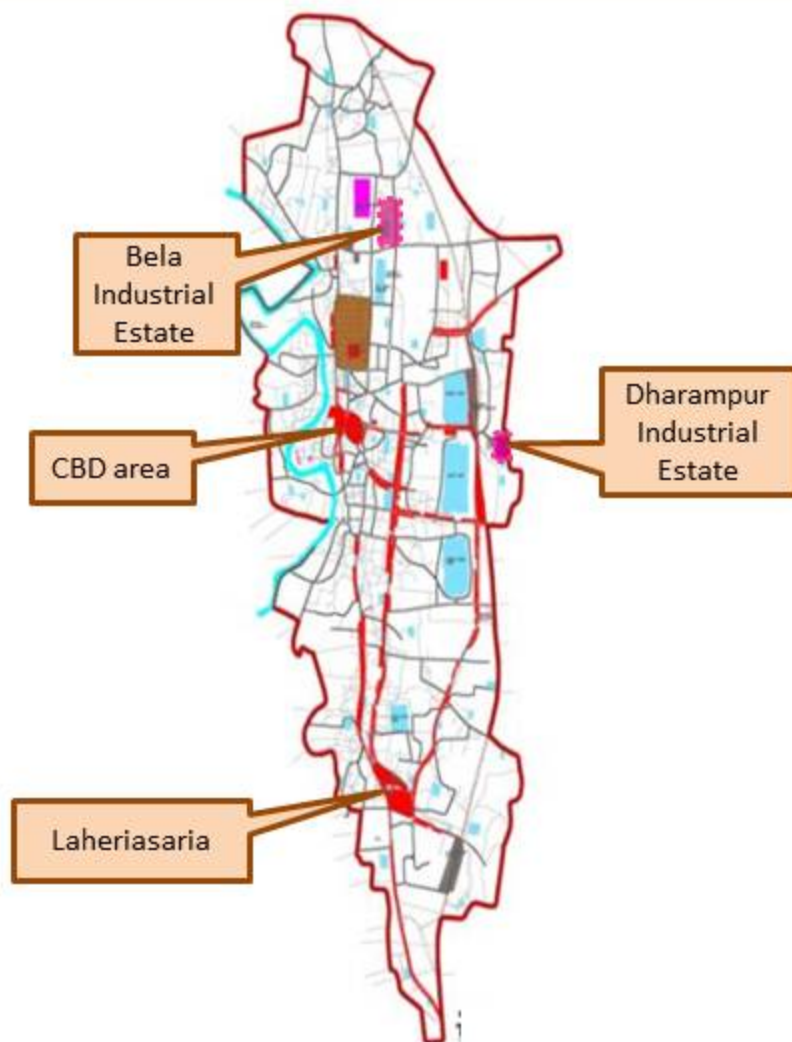 Bela
Industrial
Estate
Dharampur
Industrial
Estate
CBD area
Laheriasaria